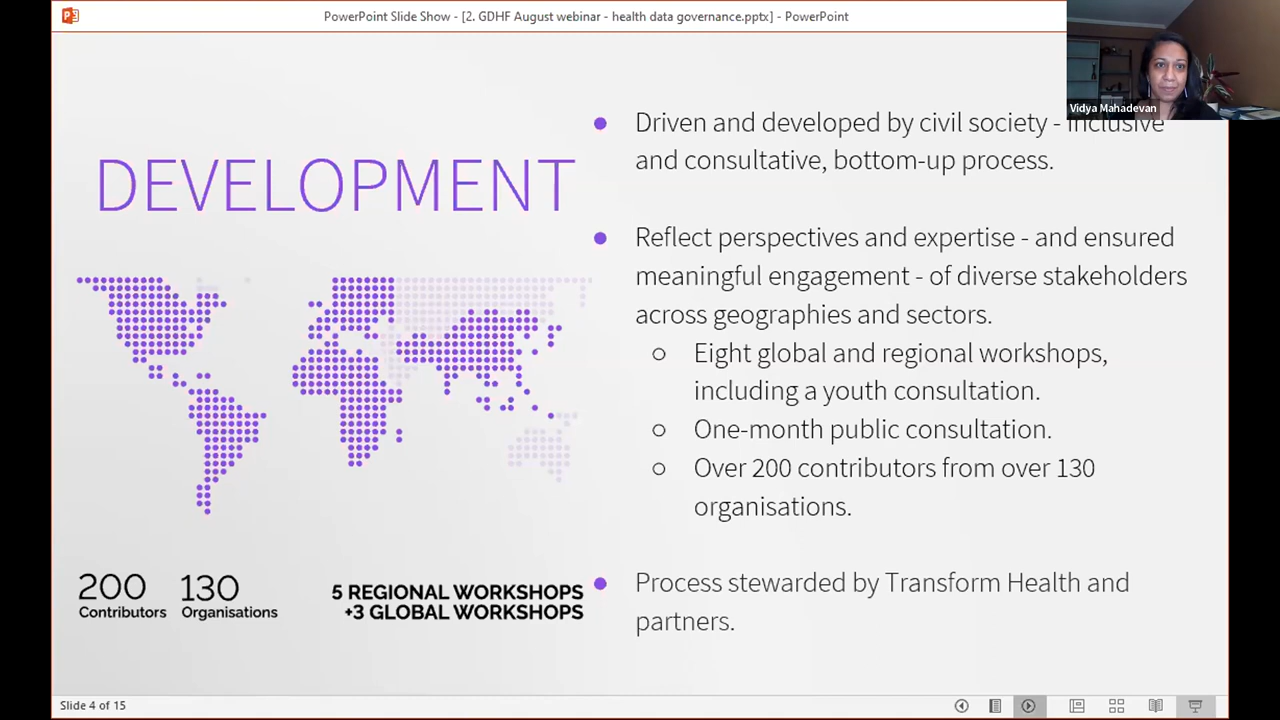 PowerPoint Slide Show - [2. GDHF August webinar - health data governance.pptx] - PowerPoint
Vidya Mahadevan
DEVELOPMENT
200
Contributors
130
Organisations
5 REGIONAL WORKSHOPS
+3 GLOBAL WORKSHOPS
● Driven and developed by civil society - inclusive
and consultative, bottom-up process.
● Reflect perspectives and expertise - and ensured
meaningful engagement - of diverse stakeholders
across geographies and sectors.
○ Eight global and regional workshops,
including a youth consultation.
○ One-month public consultation.
○ Over 200 contributors from over 130
organisations.
● Process stewarded by Transform Health and
partners.
Slide 4 of 15